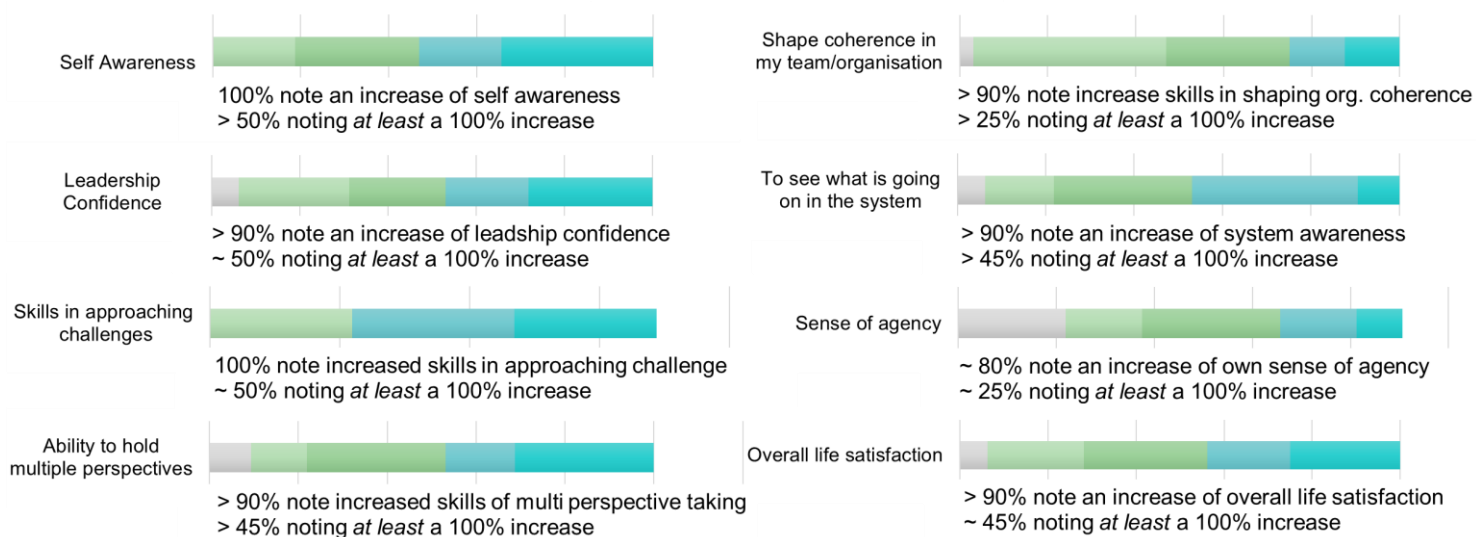 Self Awareness
100% note an increase of self awareness
> 50% noting at least a 100% increase
Leadership
Confidence
> 90% note an increase of leadship confidence
~ 50% noting at least a 100% increase
Skills in approaching
challenges
100% note increased skills in approaching challenge
~ 50% noting at least a 100% increase
Ability to hold
multiple perspectives
> 90% note increased skills of multi perspective taking
> 45% noting at least a 100% increase
Shape coherence in
my team/organisation
> 90% note increase skills in shaping org. coherence
> 25% noting at least a 100% increase
To see what is going
on in the system
> 90% note an increase of system awareness
> 45% noting at least a 100% increase
Sense of agency
~ 80% note an increase of own sense of agency
~ 25% noting at least a 100% increase
Overall life satisfaction
> 90% note an increase of overall life satisfaction
~ 45% noting at least a 100% increase